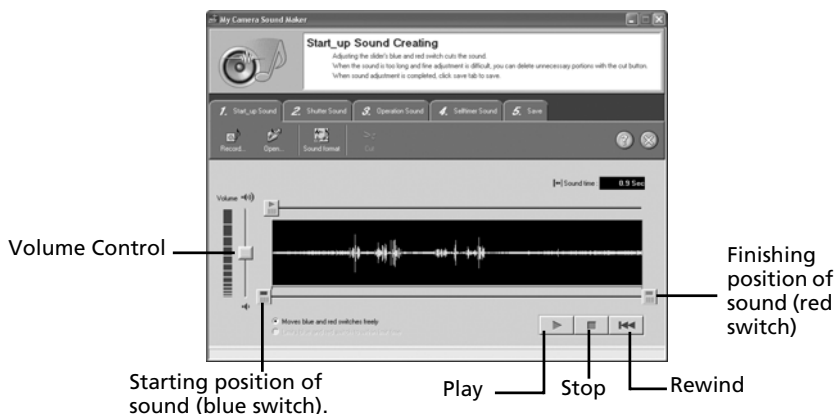 My Camera Sound Maker
Start_up Sound Creating
Adjusting the slider's blue and red switch cuts the sound.
When the sound is too long and fine adjustment is difficult, you can delete unnecessary portions with the cut button.
When sound adjustment is completed, click save tab to save.
1. Start_up Sound
2. Shutter Sound
3. Operation Sound
4. Selftimer Sound
5. Save
Record...
Open...
Sound format
Cut
Sound time
0.9 Sec
Volume
Volume Control
Finishing
position of
sound (red
switch)
Moves blue and red switches freely
Starting position of
sound (blue switch).
Play
Stop
Rewind